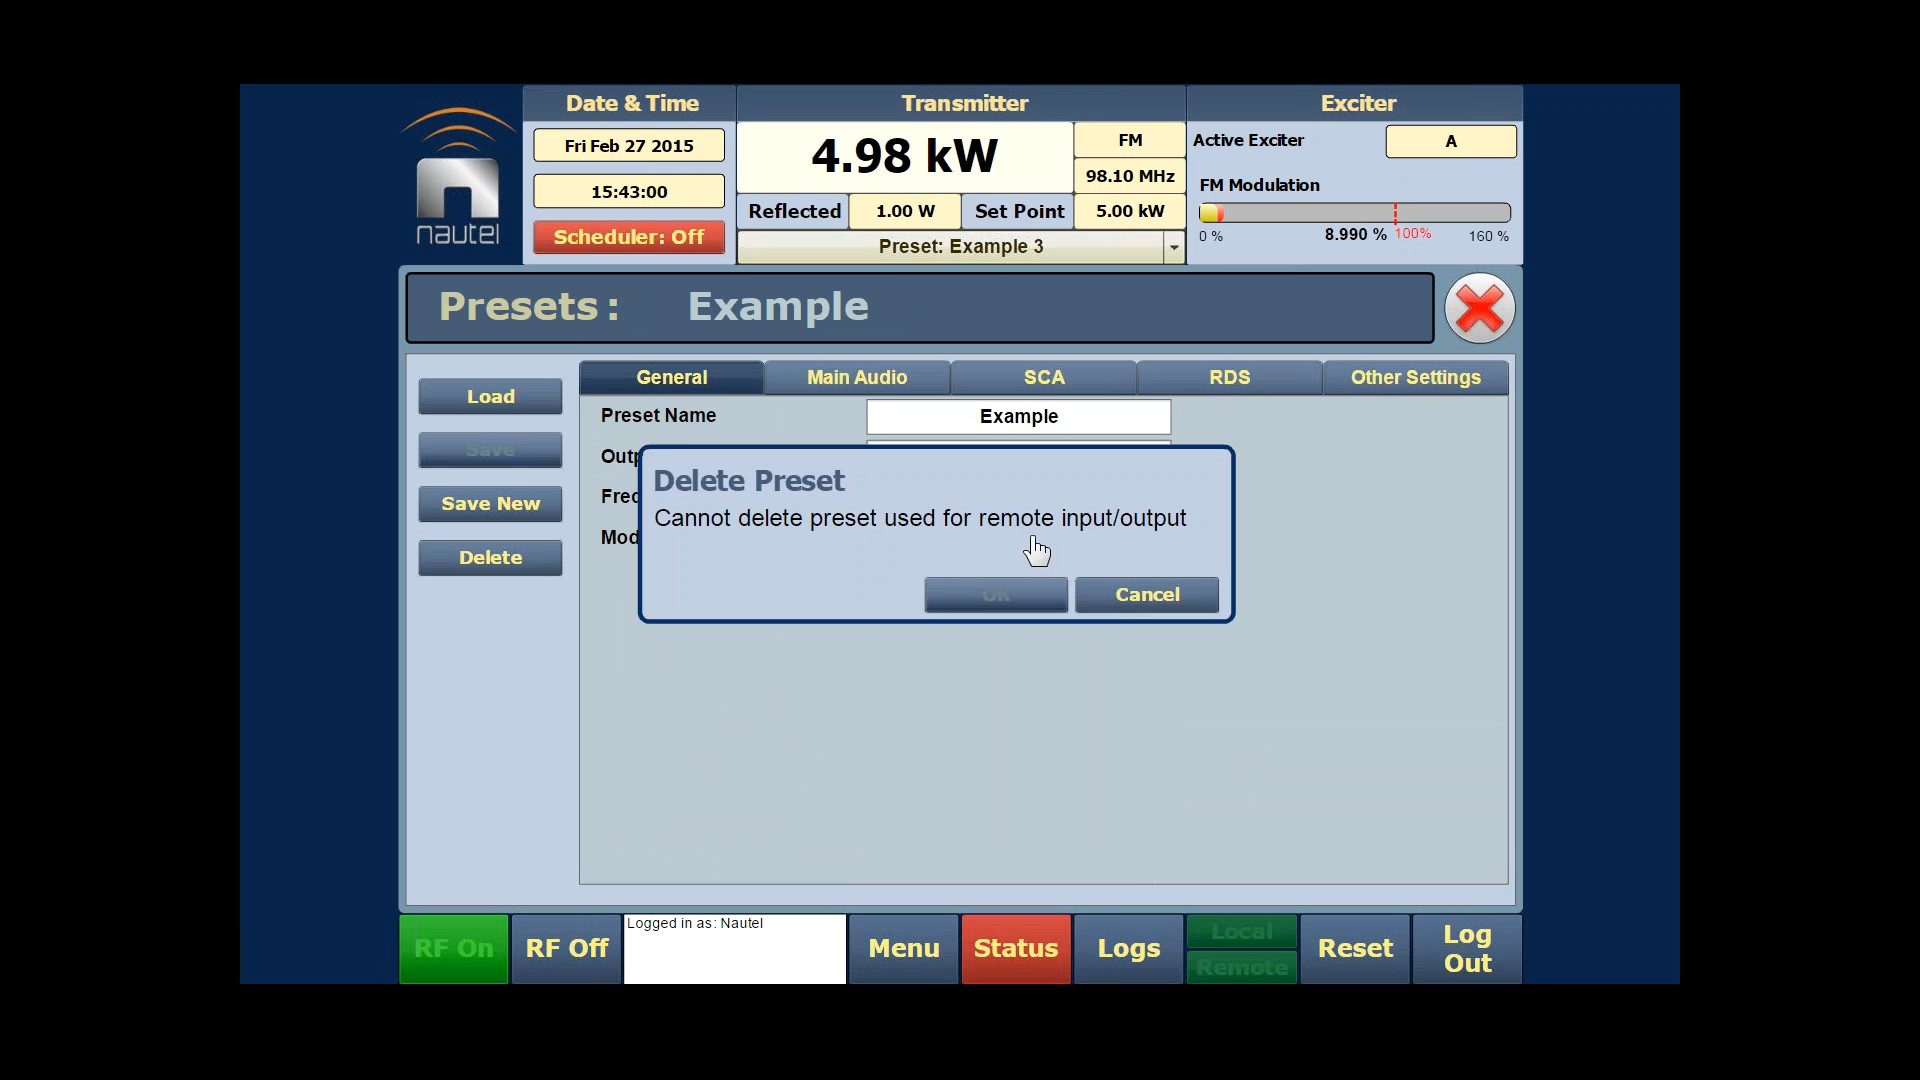 nautel
Date & Time
Fri Feb 27 2015
15:43:00
Scheduler: Off
Transmitter
4.98 kW
FM
98.10 MHz
Reflected 1.00 W Set Point 5.00 kW
Preset: Example 3
Exciter
Active Exciter A
FM Modulation
0 % 8.990 % 100% 160 %
Presets: Example
Load
Save
Save New
Delete
General Main Audio SCA RDS Other Settings
Preset Name Example
Outp
Freq
Mod
Delete Preset
Cannot delete preset used for remote input/output
OK Cancel
RF On
RF Off
Logged in as: Nautel
Menu
Status
Logs
Local
Remote
Reset
Log
Out